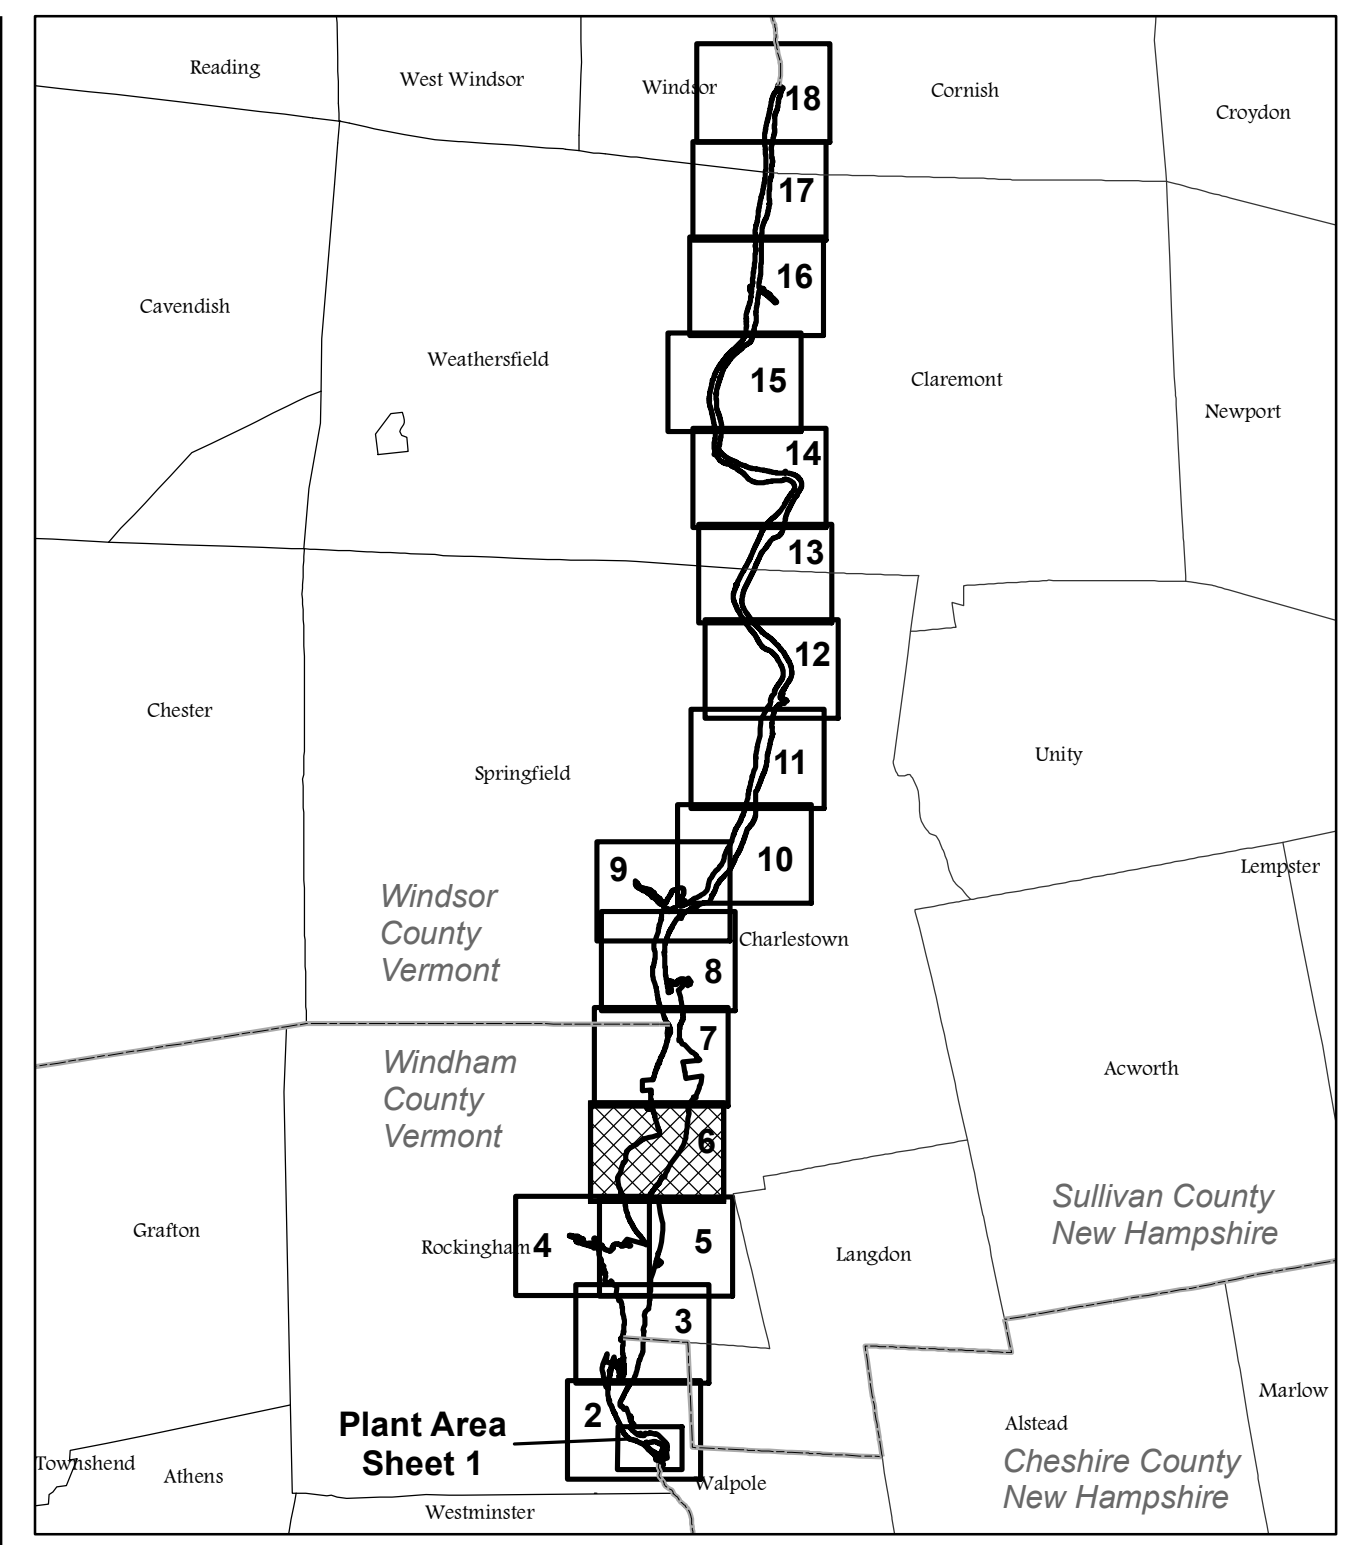 Reading
West Windsor
Windsor
18
Cornish
Croydon
17
16
Cavendish
Weathersfield
15
Claremont
Newport
14
13
12
Chester
11
Unity
Springfield
10
9
Lempster
Windsor
County
Vermont
Charlestown
8
7
Windham
County
Vermont
Acworth
6
Sullivan County
New Hampshire
Grafton
Rockingham
4
5
Langdon
3
Marlow
2
Plant Area
Sheet 1
Alstead
Cheshire County
New Hampshire
Townshend
Athens
Walpole
Westminster